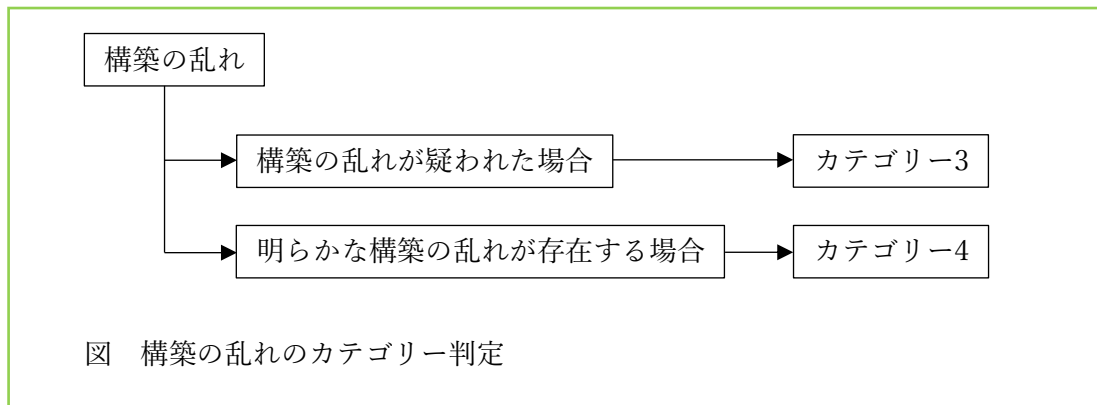 構築の乱れ
構築の乱れが疑われた場合
カテゴリー3
明らかな構築の乱れが存在する場合
カテゴリー4
図　構築の乱れのカテゴリー判定